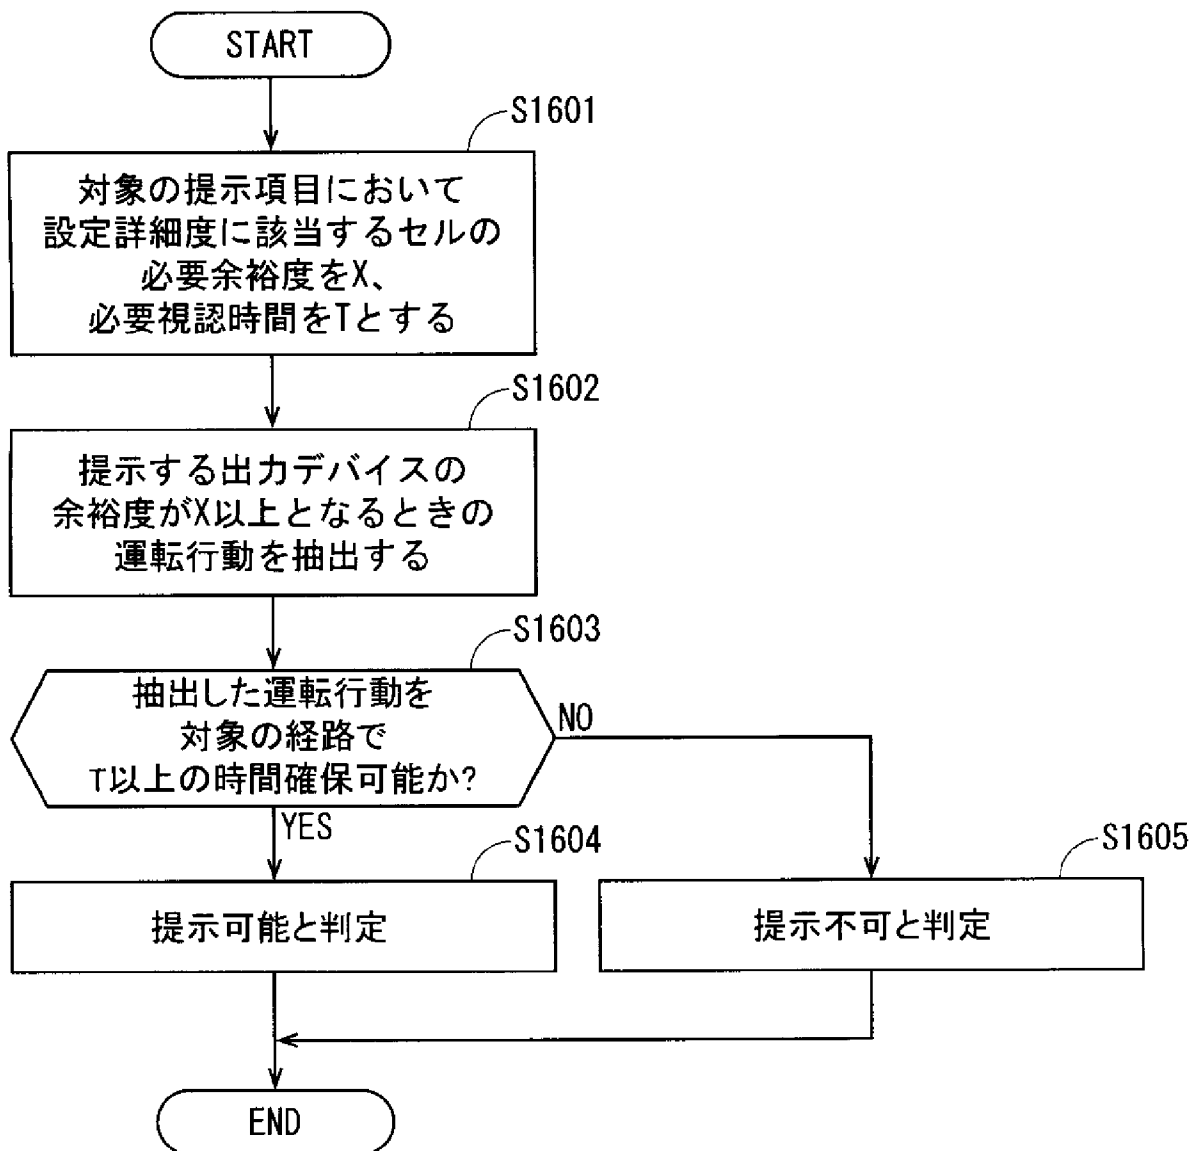 START
S1601
対象の提示項目において
設定詳細度に該当するセルの
必要余裕度をX、
必要視認時間をTとする
S1602
提示する出力デバイスの
余裕度がX以上となるときの
運転行動を抽出する
S1603
抽出した運転行動を
対象の経路で
T以上の時間確保可能か?
NO
YES
S1604
提示可能と判定
S1605
提示不可と判定
END